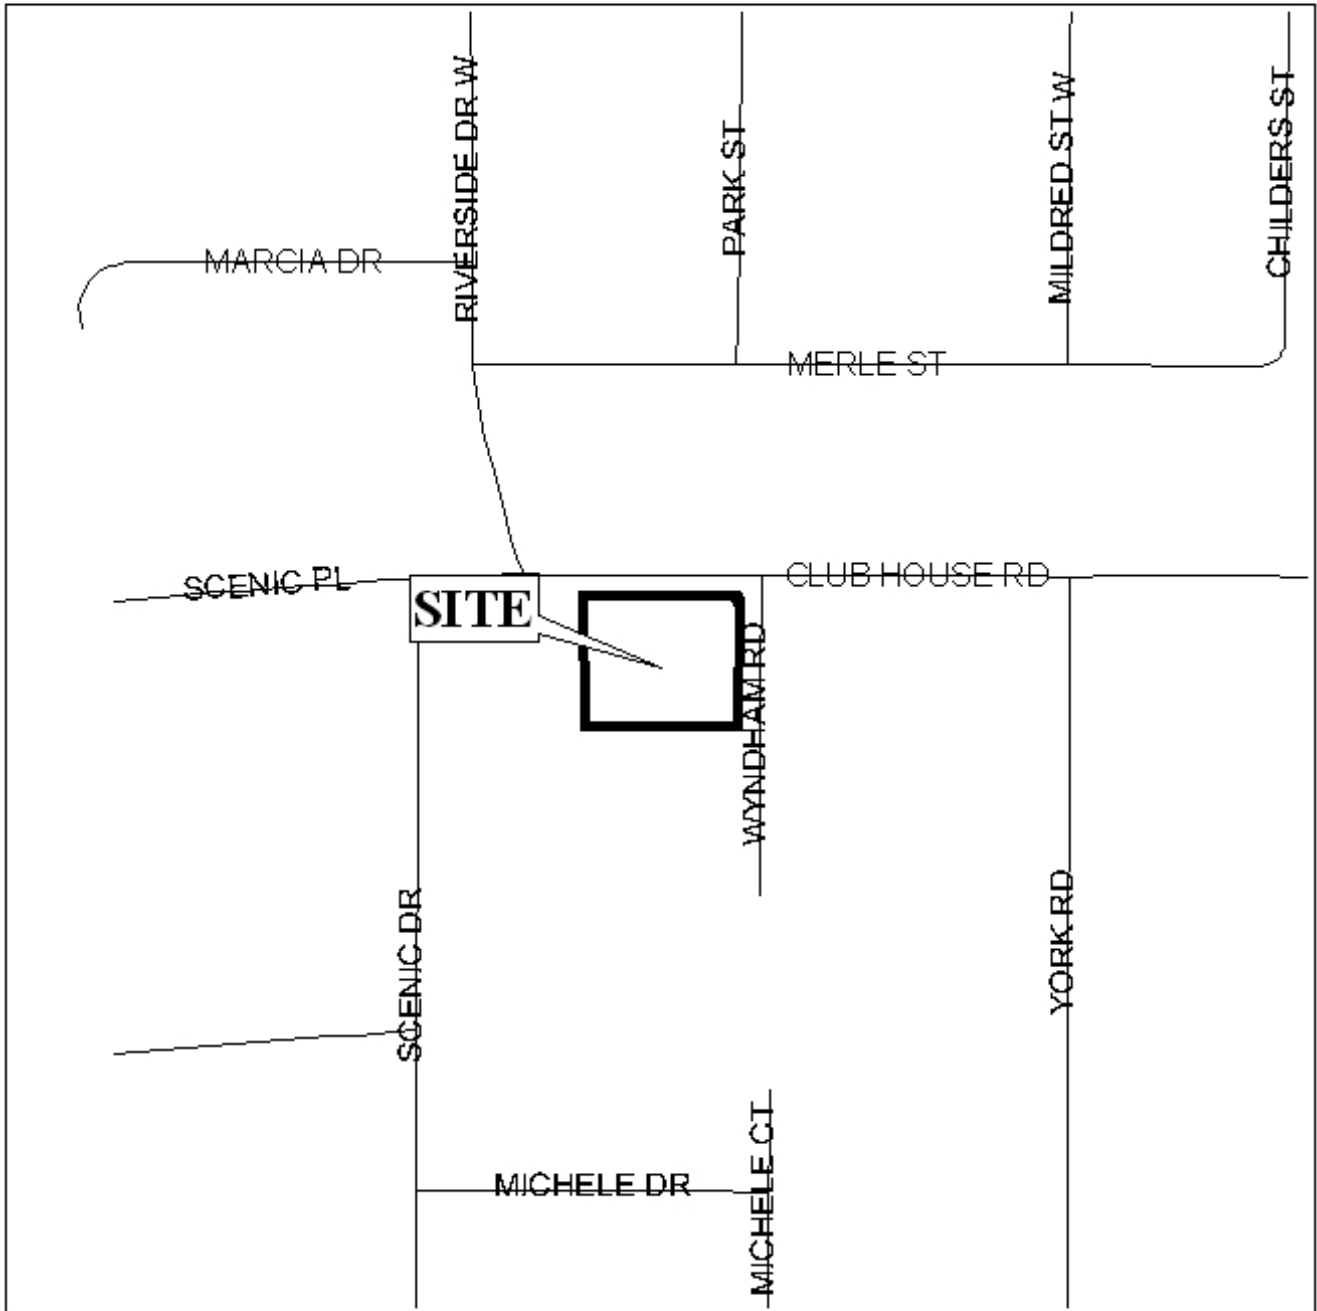 RIVERSIDE DR W
PARK ST
MILDRED ST W
CHILDERS ST
MARCIA DR
MERLE ST
SCENIC PL
CLUB HOUSE RD
SITE
WYNDHAM RD
SCENIC DR
YORK RD
MICHELE DR
MICHELE CT